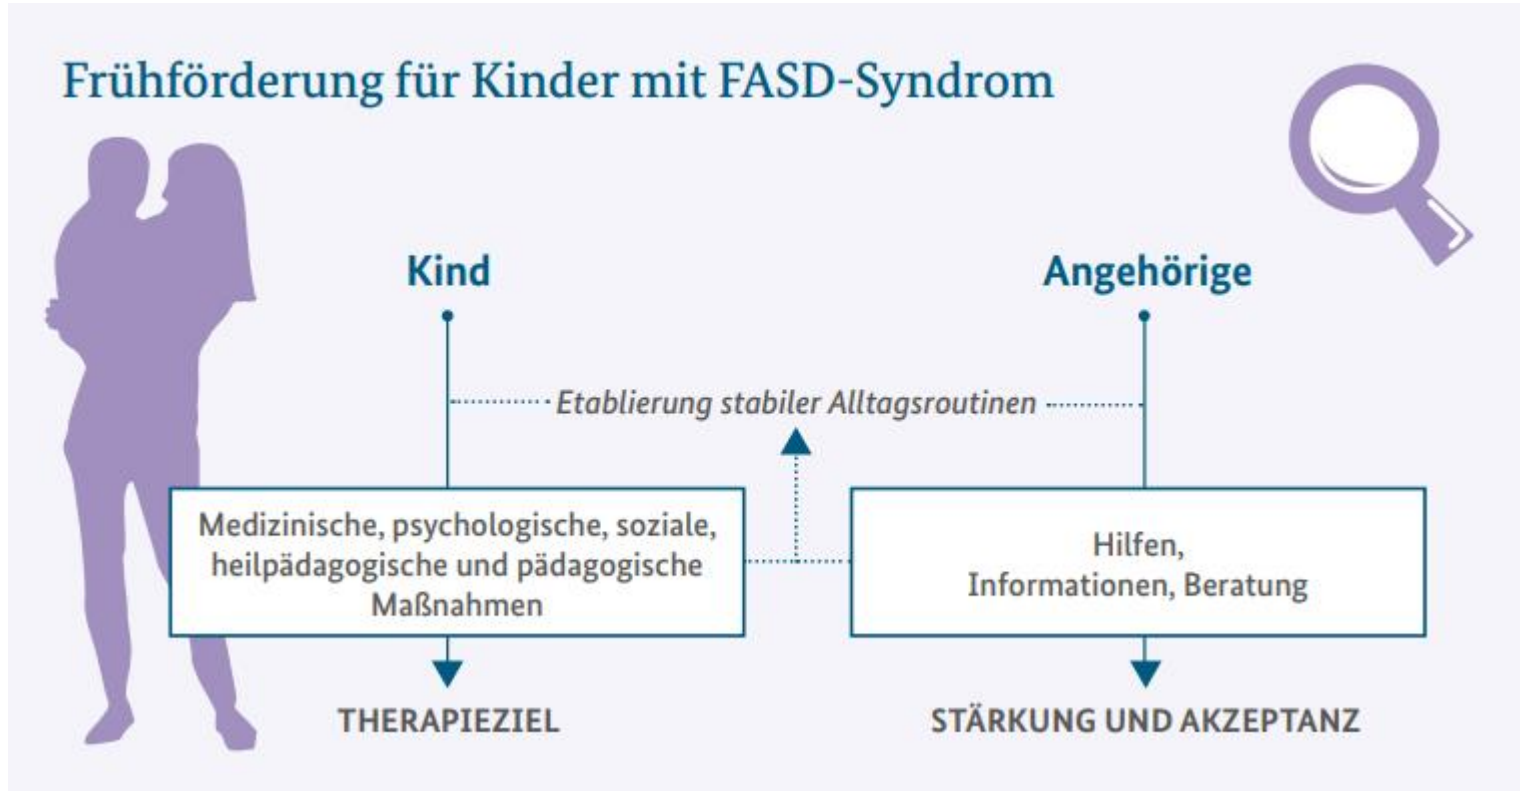 Frühförderung für Kinder mit FASD-Syndrom
Kind
Angehörige
Etablierung stabiler Alltagsroutinen
Medizinische, psychologische, soziale,
heilpädagogische und pädagogische
Maßnahmen
Hilfen,
Informationen, Beratung
THERAPIEZIEL
STÄRKUNG UND AKZEPTANZ